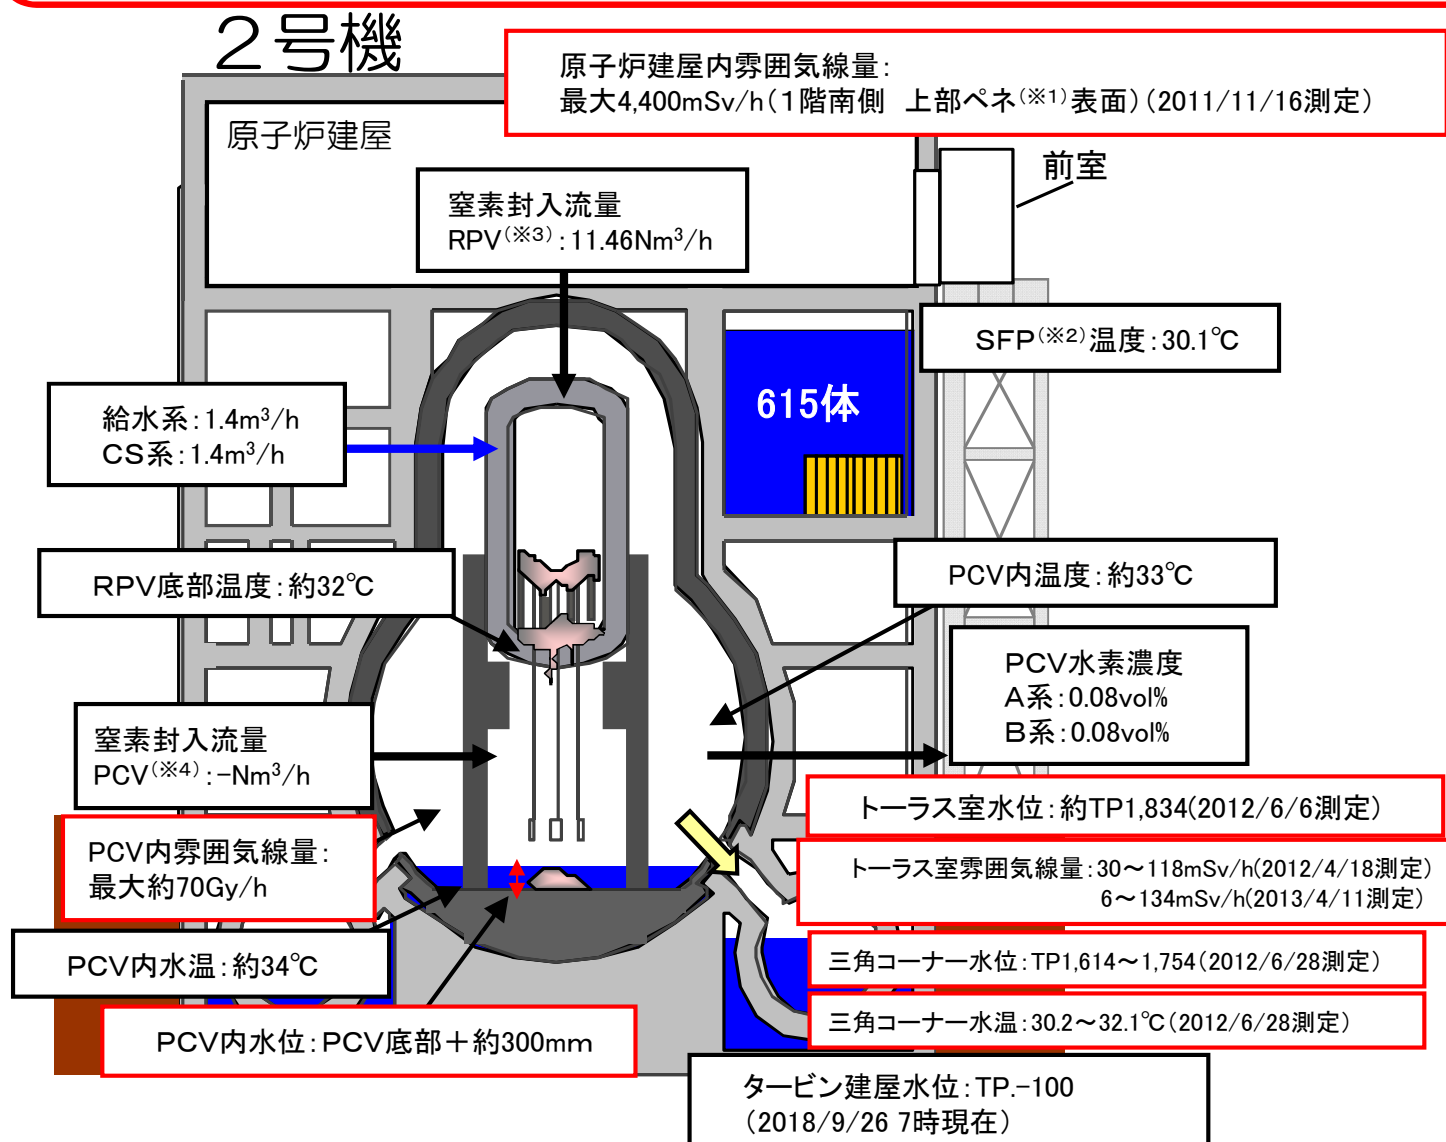 ２号機
原子炉建屋内雰囲気線量:
最大4,400mSv/h(１階南側　上部ペネ(※1)表面)(2011/11/16測定)
原子炉建屋
前室
窒素封入流量
RPV(※3):11.46Nm³/h
SFP(※2)温度:30.1℃
615体
給水系:1.4m³/h
CS系:1.4m³/h
RPV底部温度:約32℃
PCV内温度:約33℃
PCV水素濃度
A系:0.08vol%
B系:0.08vol%
窒素封入流量
PCV(※4):-Nm³/h
トーラス室水位:約TP1,834(2012/6/6測定)
PCV内雰囲気線量:
最大約70Gy/h
トーラス室雰囲気線量:30～118mSv/h(2012/4/18測定)
6～134mSv/h(2013/4/11測定)
PCV内水温:約34℃
三角コーナー水位:TP1,614～1,754(2012/6/28測定)
三角コーナー水温:30.2～32.1℃(2012/6/28測定)
PCV内水位:PCV底部＋約300mm
タービン建屋水位:TP.-100
(2018/9/26 7時現在)